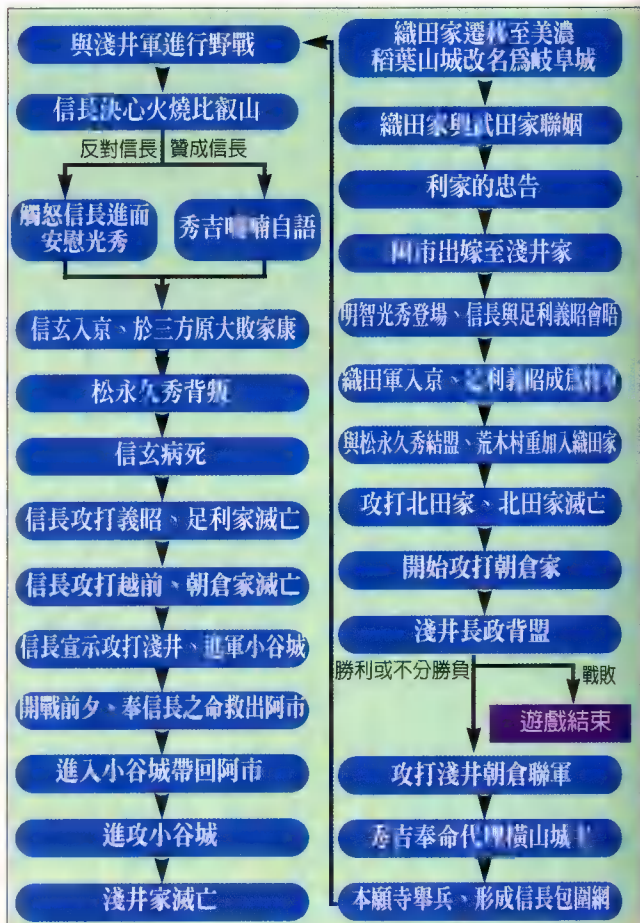 織田家遷至美濃
稻葉山城改名為岐阜城
織田家與武田家聯姻
利家的忠告
市出嫁至淺井家
明智光秀登場、信長與足利義昭會晤
織田軍入京、足利義昭成
與松永久秀結盟、荒木村重加入織田家
攻打北田家、北田家滅亡
開始攻打朝倉家
淺井長政背盟
勝利或不分勝負
戰敗
遊戲結束
攻打淺井朝倉聯軍
秀吉奉命代橫山城
本願寺舉兵、形成信長包圍網
與淺井軍進行野戰
信長決心火燒比叡山
反對信長
贊成信長
觸怒信長進而
安慰光秀
秀吉喃自語
信玄入京、於三方原大敗家康
松永久秀背叛
信玄病死
信長攻打義昭、足利家滅亡
信長攻打越前、朝倉家滅亡
信長宣示攻打淺井、進軍小谷城
開戰前夕、奉信長之命救出阿市
進入小谷城帶回阿市
進攻小谷城
淺井家滅亡